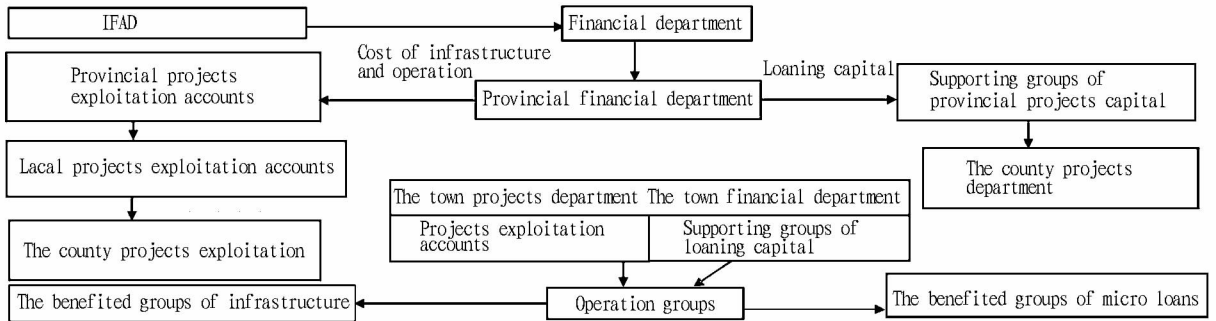 IFAD
Financial department
Cost of infrastructure
and operation
Loaning capital
Provincial projects
exploitation accounts
Provincial financial department
Supporting groups of
provincial projects capital
Lacal projects exploitation accounts
The county projects
department
The town projects department The town financial department
Projects exploitation
accounts
Supporting groups of
loaning capital
The county projects exploitation
The benefited groups of infrastructure
Operation groups
The benefited groups of micro loans